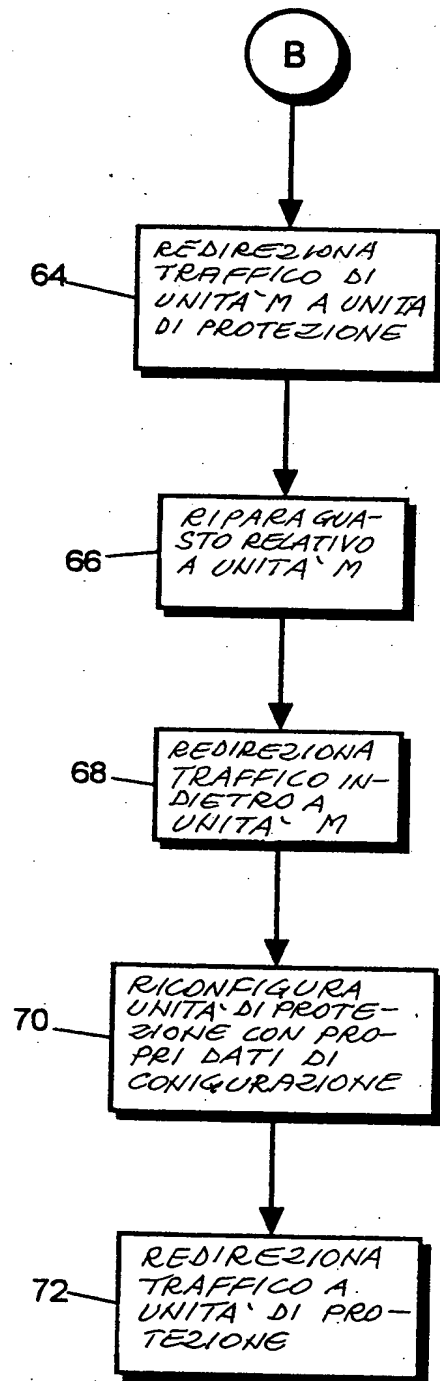 B
64
REDIREZIONA
TRAFFICO DI
UNITA` M A UNITA
DI PROTEZIONE
66
RIPARA GUA-
STO RELATIVO
A UNITA` M
68
REDIREZIONA
TRAFFICO IN-
DIETRO A
UNITA` M
70
RICONFIGURA
UNITA` DI PROTE-
ZIONE CON PRO-
PRI DATI DI
CONIGURAZIONE
72
REDIREZIONA
TRAFFICO A
UNITA` DI PRO-
TEZIONE